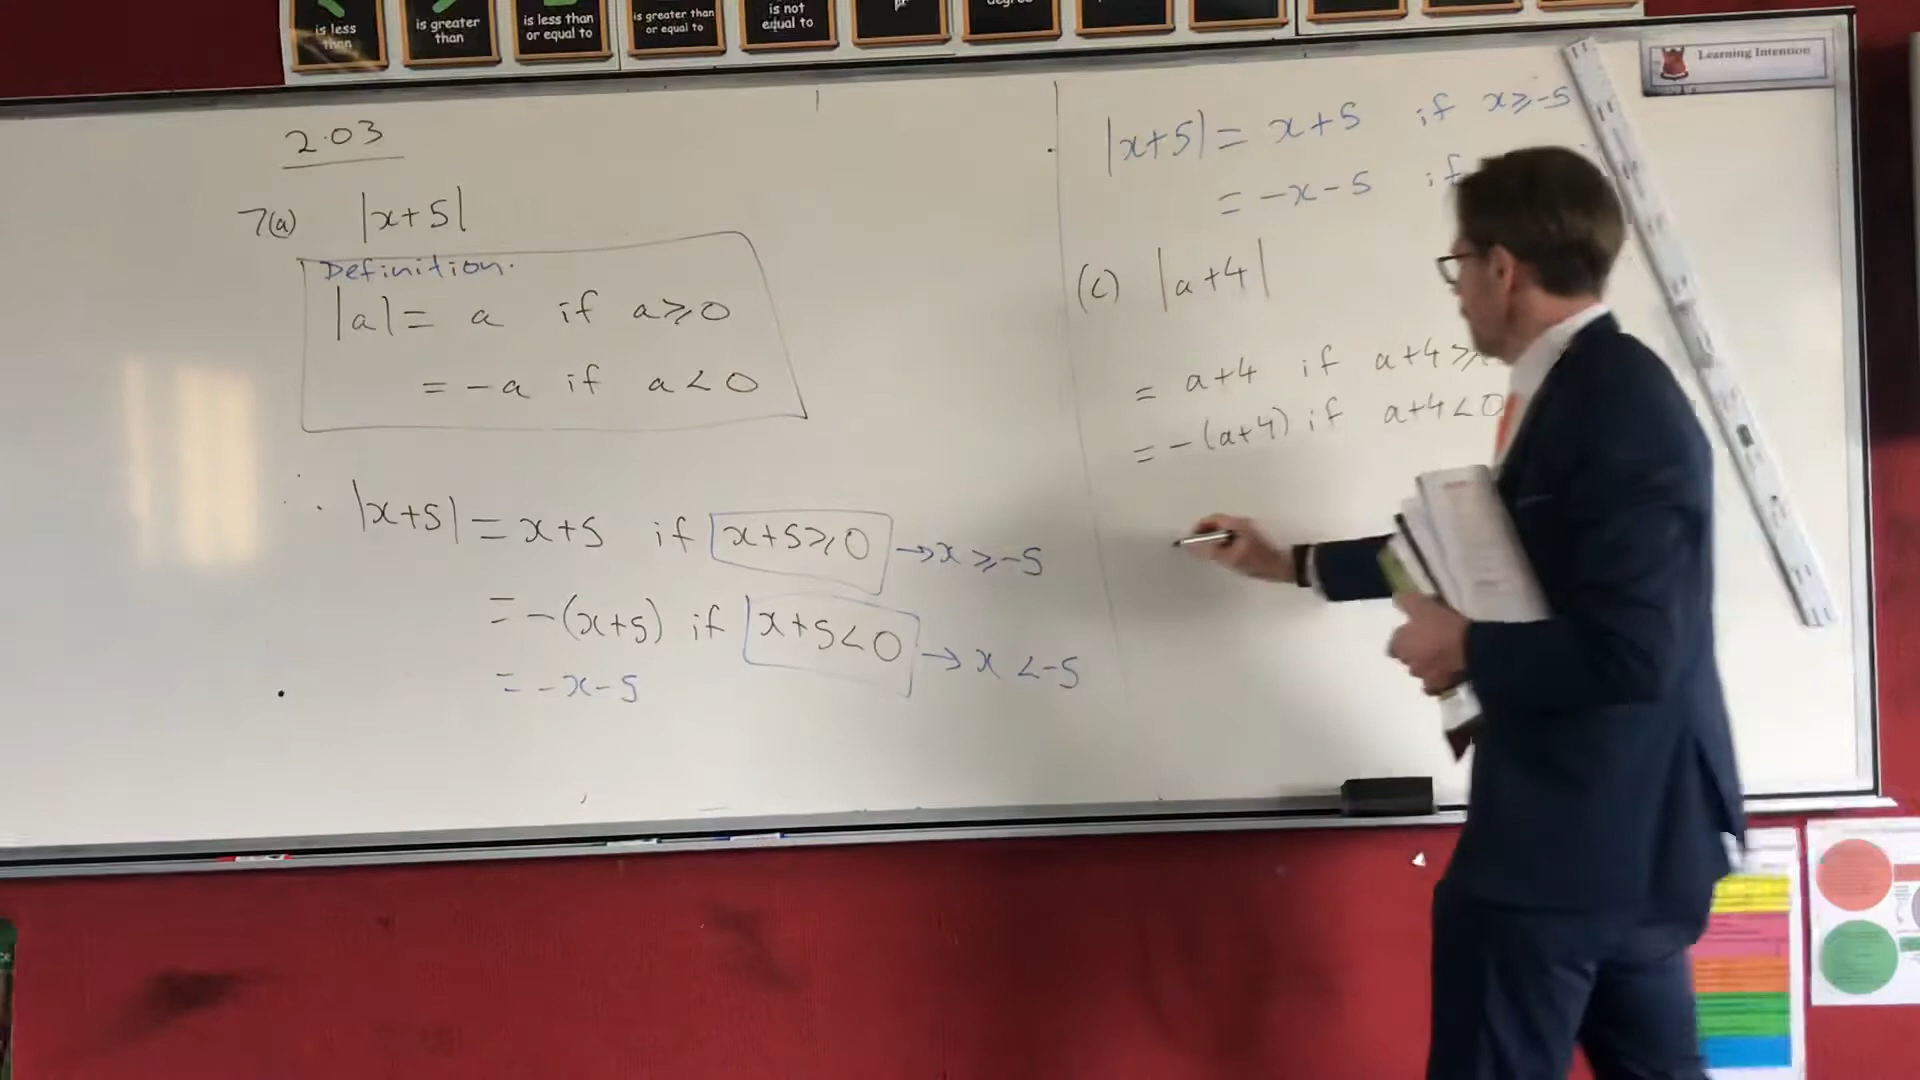 is less than
is greater than
is less than or equal to
is greater than or equal to
is not equal to
Learning Intention
2.03
7(a) |x+5|
Definition.
|a| = a if a⩾0
= -a if a<0
∴ |x+5| = x+5 if x+5⩾0 → x⩾-5
= -(x+5) if x+5<0 → x<-5
= -x-5
|x+5| = x+5 if x⩾-5
= -x-5 if
(c) |a+4|
= a+4 if a+4⩾
= -(a+4) if a+4<0